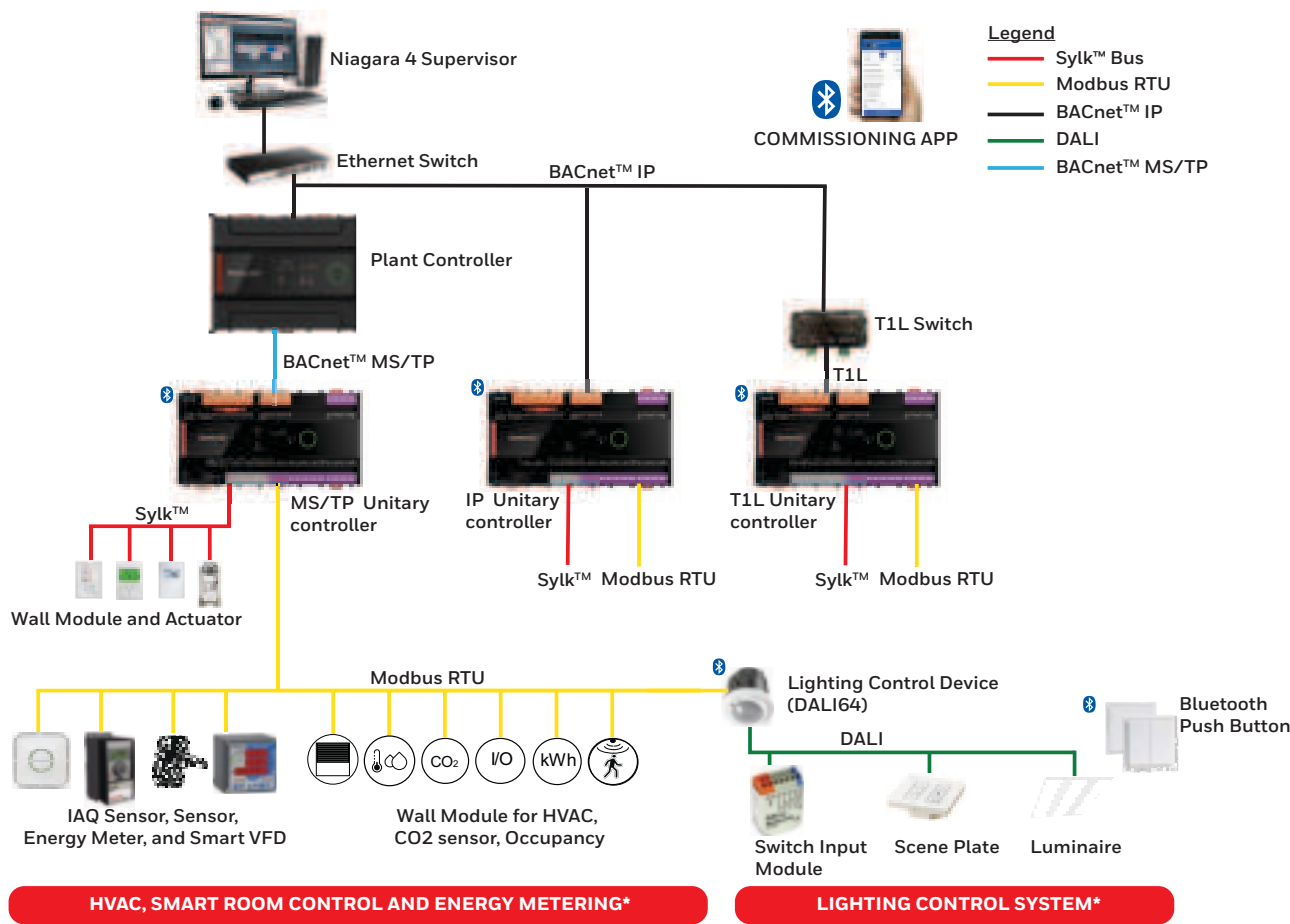 Niagara 4 Supervisor
COMMISSIONING APP
Legend
Sylk™ Bus
Modbus RTU
BACnet™ IP
DALI
BACnet™ MS/TP
Ethernet Switch
BACnet™ IP
Plant Controller
T1L Switch
BACnet™ MS/TP
T1L
MS/TP Unitary
controller
IP Unitary
controller
T1L Unitary
controller
Sylk™
Sylk™ Modbus RTU
Sylk™ Modbus RTU
Wall Module and Actuator
Modbus RTU
Lighting Control Device
(DALI64)
Bluetooth
Push Button
DALI
CO2
I/O
kWh
IAQ Sensor, Sensor,
Energy Meter, and Smart VFD
Wall Module for HVAC,
CO2 sensor, Occupancy
Switch Input
Module
Scene Plate
Luminaire
HVAC, SMART ROOM CONTROL AND ENERGY METERING*
LIGHTING CONTROL SYSTEM*